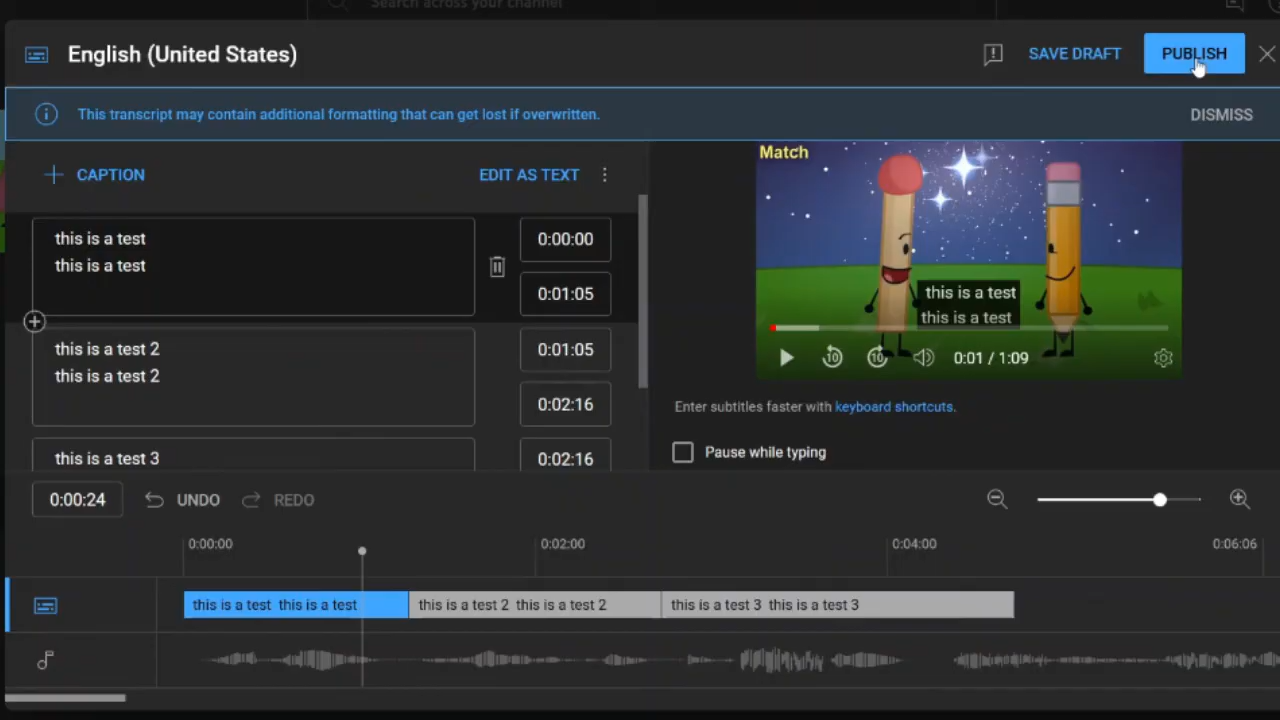 Search across your channel
English (United States)
SAVE DRAFT
PUBLISH
This transcript may contain additional formatting that can get lost if overwritten.
DISMISS
CAPTION
EDIT AS TEXT
this is a test
this is a test
0:00:00
0:01:05
this is a test 2
this is a test 2
0:01:05
0:02:16
this is a test 3
0:02:16
Match
this is a test
this is a test
10
10
0:01 / 1:09
Enter subtitles faster with keyboard shortcuts.
Pause while typing
0:00:24
UNDO
REDO
0:00:00
0:02:00
0:04:00
0:06:06
this is a test this is a test
this is a test 2 this is a test 2
this is a test 3 this is a test 3